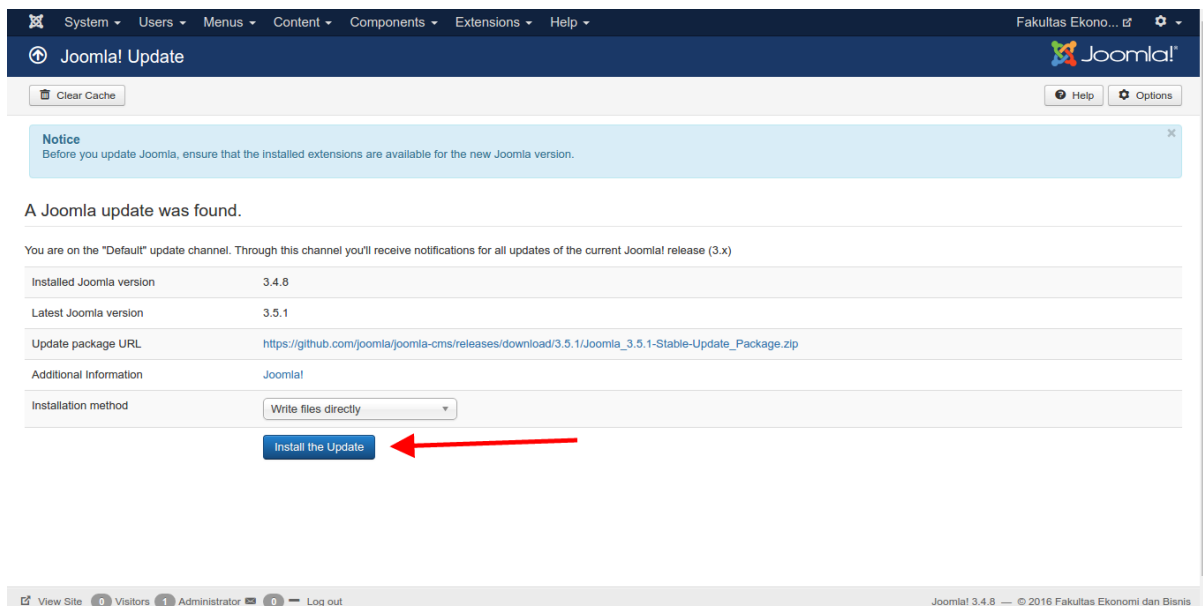 System Users Menus Content Components Extensions Help Fakultas Ekono...
Joomla! Update Joomla!
Clear Cache Help Options
Notice ×
Before you update Joomla, ensure that the installed extensions are available for the new Joomla version.
A Joomla update was found.
You are on the "Default" update channel. Through this channel you'll receive notifications for all updates of the current Joomla! release (3.x)
Installed Joomla version 3.4.8
Latest Joomla version 3.5.1
Update package URL https://github.com/joomla/joomla-cms/releases/download/3.5.1/Joomla_3.5.1-Stable-Update_Package.zip
Additional Information Joomla!
Installation method Write files directly
Install the Update
View Site 0 Visitors 1 Administrator 0 Log out Joomla! 3.4.8 — © 2016 Fakultas Ekonomi dan Bisnis